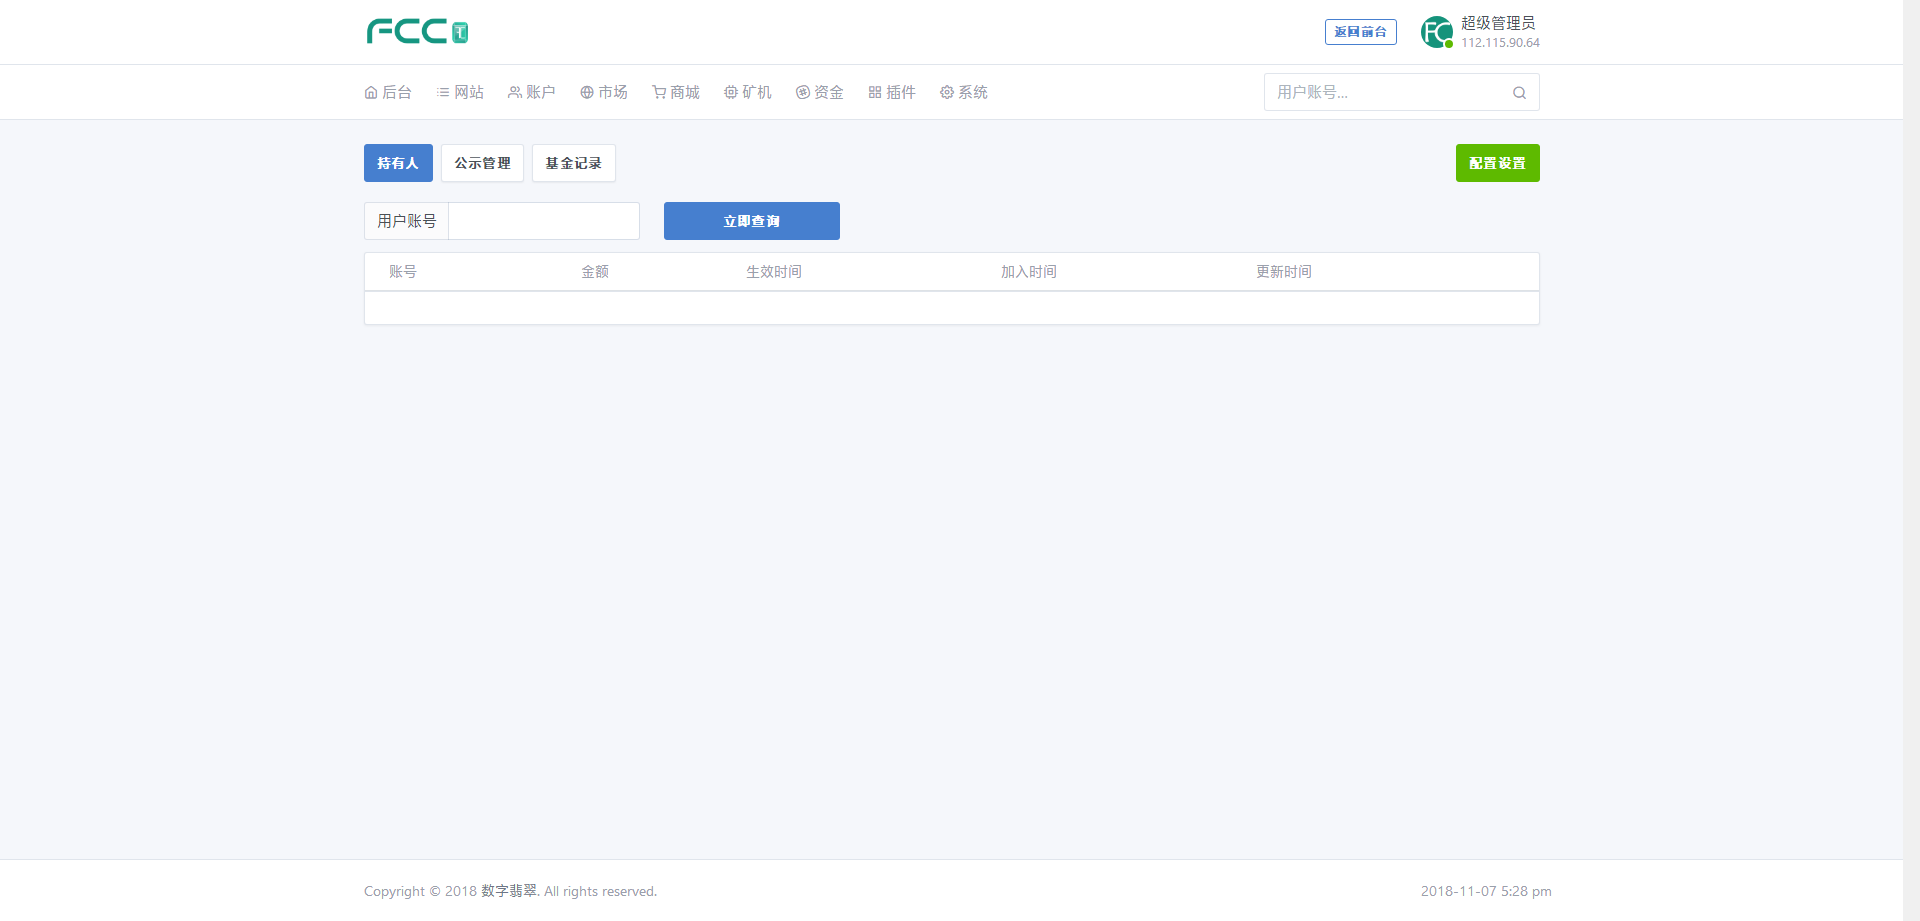 FCC
返回前台
FC
超级管理员
112.115.90.64
后台 网站 账户 市场 商城 矿机 资金 插件 系统
用户账号...
持有人 公示管理 基金记录 配置设置
用户账号 立即查询
账号 金额 生效时间 加入时间 更新时间
Copyright © 2018 数字翡翠. All rights reserved. 2018-11-07 5:28 pm